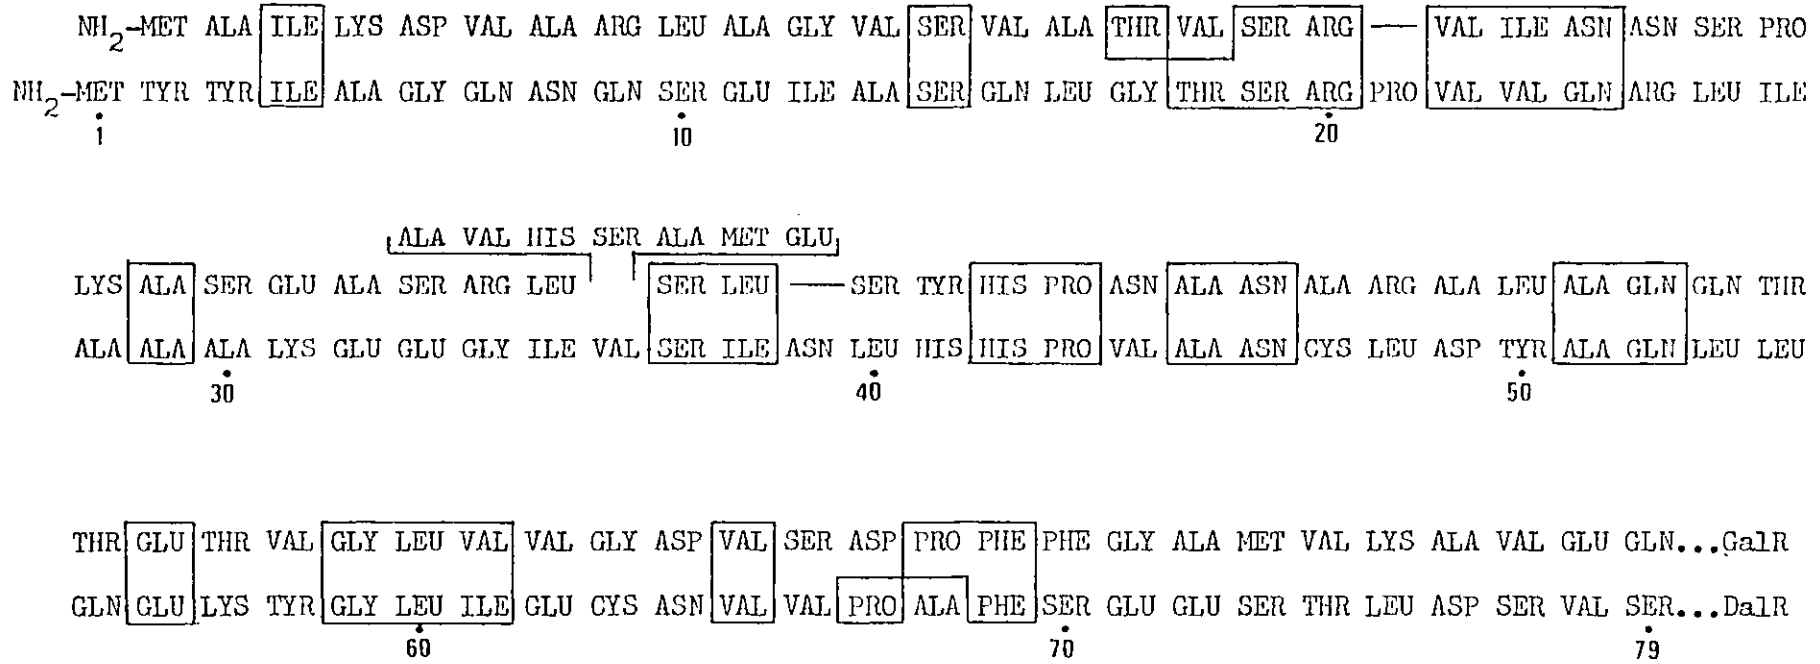 NH2-MET ALA ILE LYS ASP VAL ALA ARG LEU ALA GLY VAL SER VAL ALA THR VAL SER ARG — VAL ILE ASN ASN SER PRO
NH2-MET TYR TYR ILE ALA GLY GLN ASN GLN SER GLU ILE ALA SER GLN LEU GLY THR SER ARG PRO VAL VAL GLN ARG LEU ILE
1 10 20
ALA VAL HIS SER ALA MET GLU
LYS ALA SER GLU ALA SER ARG LEU SER LEU — SER TYR HIS PRO ASN ALA ASN ALA ARG ALA LEU ALA GLN GLN THR
ALA ALA ALA LYS GLU GLU GLY ILE VAL SER ILE ASN LEU HIS HIS PRO VAL ALA ASN CYS LEU ASP TYR ALA GLN LEU LEU
30 40 50
THR GLU THR VAL GLY LEU VAL VAL GLY ASP VAL SER ASP PRO PHE PHE GLY ALA MET VAL LYS ALA VAL GLU GLN...GalR
GLN GLU LYS TYR GLY LEU ILE GLU CYS ASN VAL VAL PRO ALA PHE SER GLU GLU SER THR LEU ASP SER VAL SER...DalR
60 70 79